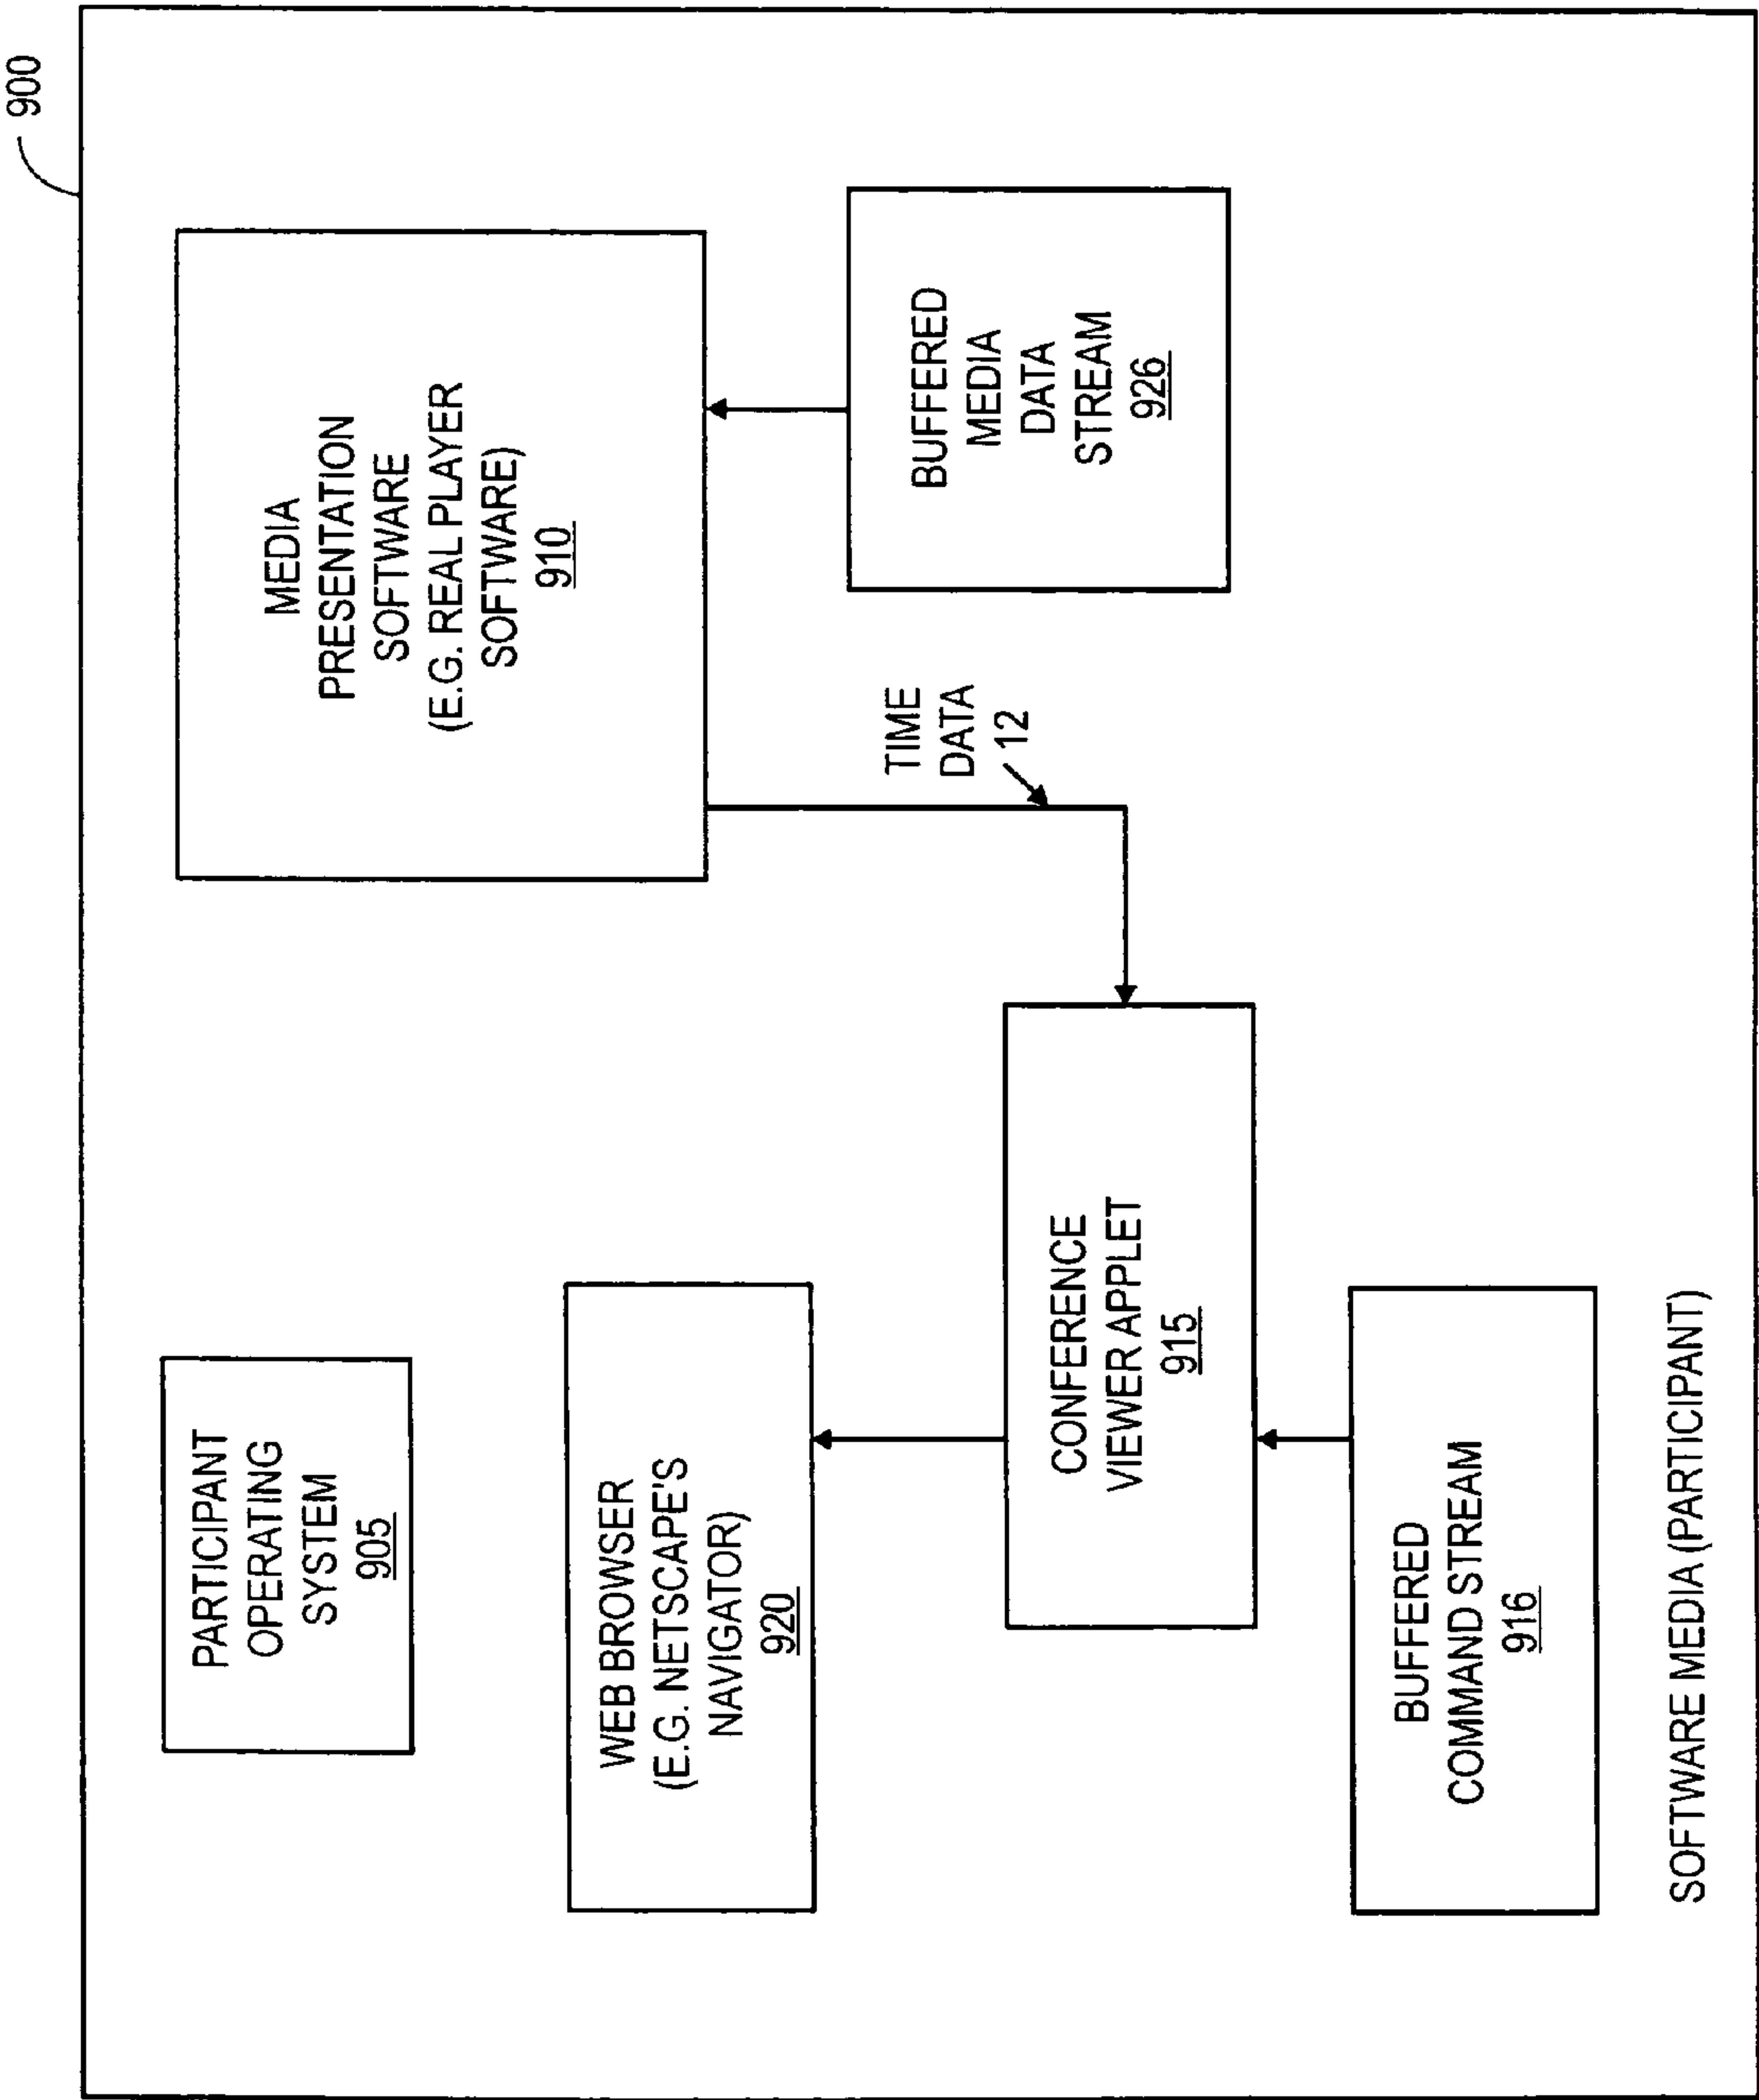 900
PARTICIPANT
OPERATING
SYSTEM
905
MEDIA
PRESENTATION
SOFTWARE
(E.G. REAL PLAYER
SOFTWARE)
910
WEB BROWSER
(E.G. NETSCAPE'S
NAVIGATOR)
920
TIME
DATA
12
BUFFERED
MEDIA
DATA
STREAM
926
CONFERENCE
VIEWER APPLET
915
BUFFERED
COMMAND STREAM
916
SOFTWARE MEDIA (PARTICIPANT)